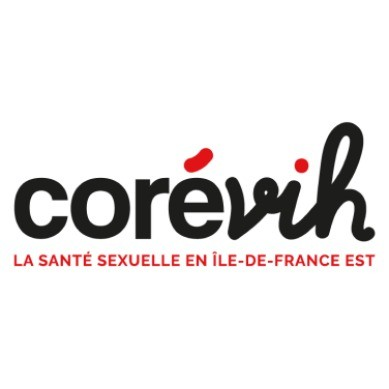 corévih
LA SANTÉ SEXUELLE EN ÎLE-DE-FRANCE EST